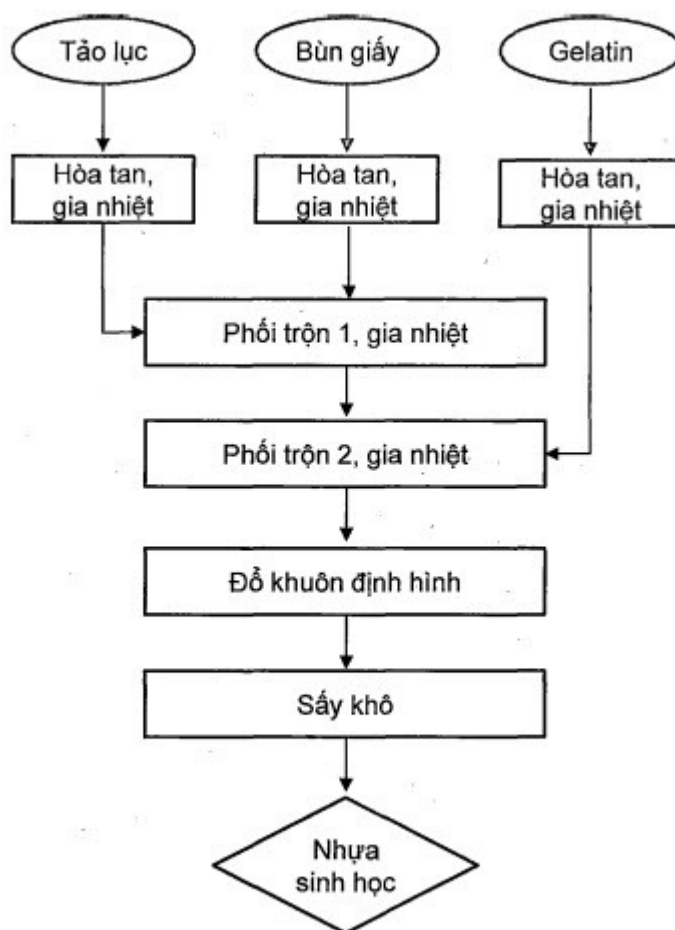 Tảo lục
Bùn giấy
Gelatin
Hòa tan,
gia nhiệt
Hòa tan,
gia nhiệt
Hòa tan,
gia nhiệt
Phối trộn 1, gia nhiệt
Phối trộn 2, gia nhiệt
Đổ khuôn định hình
Sấy khô
Nhựa
sinh học